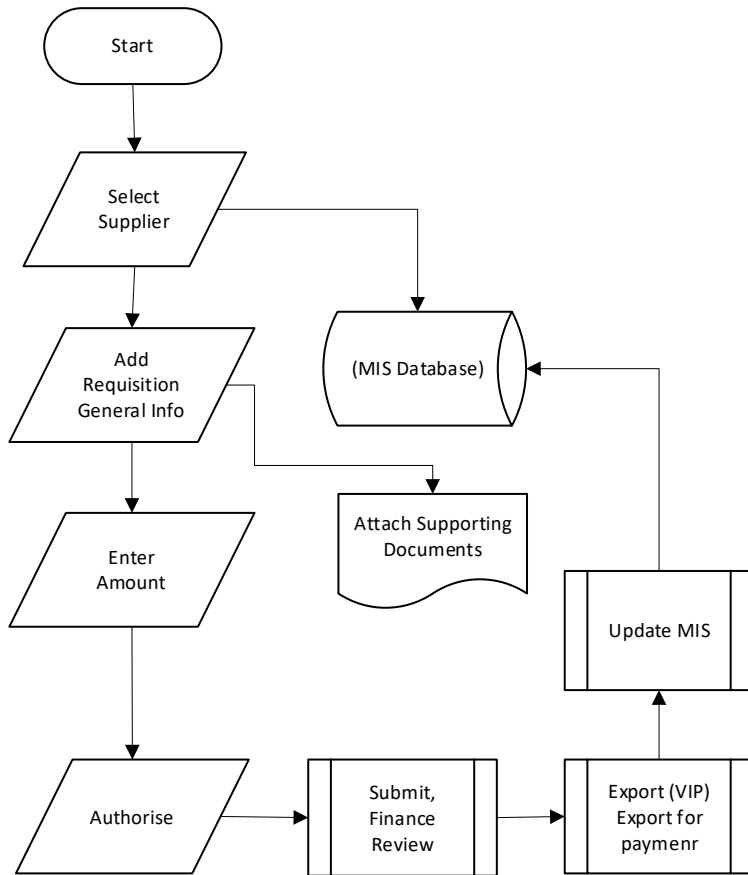 Start
Select
Supplier
Add
Requisition
General Info
(MIS Database)
Attach Supporting
Documents
Enter
Amount
Update MIS
Authorise
Submit,
Finance
Review
Export (VIP)
Export for
paymenr